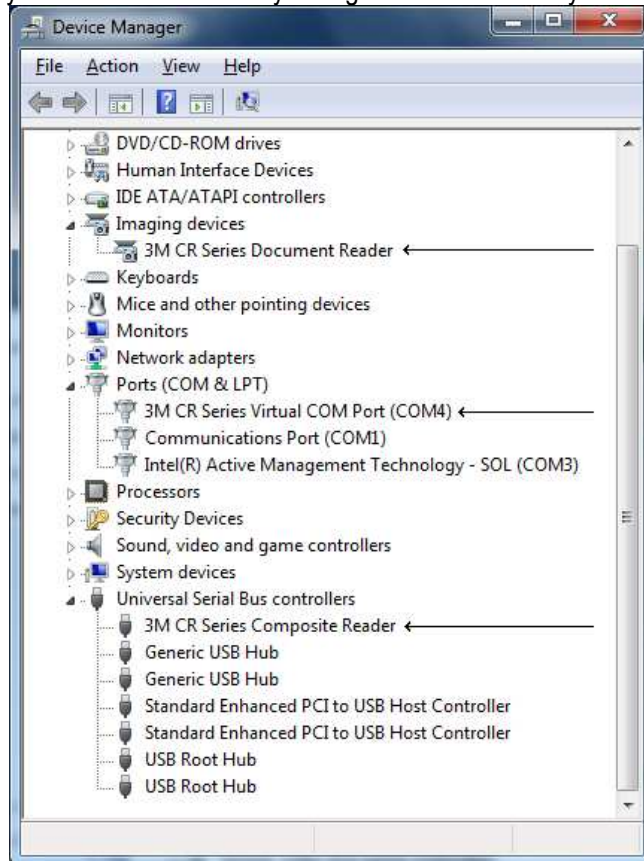 Device Manager
File Action View Help
DVD/CD-ROM drives
Human Interface Devices
IDE ATA/ATAPI controllers
Imaging devices
3M CR Series Document Reader
Keyboards
Mice and other pointing devices
Monitors
Network adapters
Ports (COM & LPT)
3M CR Series Virtual COM Port (COM4)
Communications Port (COM1)
Intel(R) Active Management Technology - SOL (COM3)
Processors
Security Devices
Sound, video and game controllers
System devices
Universal Serial Bus controllers
3M CR Series Composite Reader
Generic USB Hub
Generic USB Hub
Standard Enhanced PCI to USB Host Controller
Standard Enhanced PCI to USB Host Controller
USB Root Hub
USB Root Hub